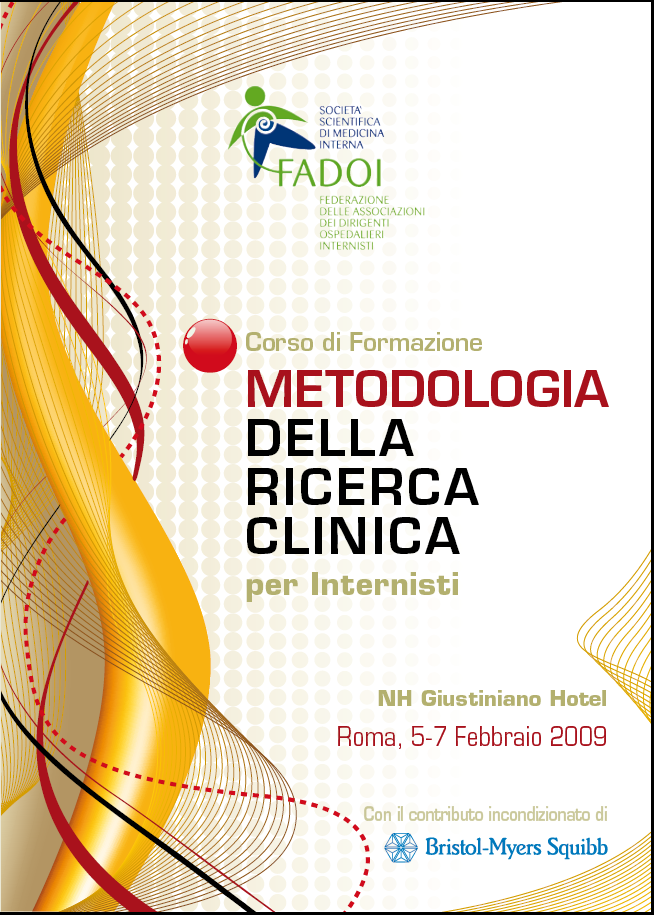 SOCIETA'
SCIENTIFICA
DI MEDICINA
INTERNA
FADOI
FEDERAZIONE
DELLE ASSOCIAZIONI
DEI DIRIGENTI
OSPEDALIERI
INTERNISTI
Corso di Formazione
METODOLOGIA
DELLA
RICERCA
CLINICA
per Internisti
NH Giustiniano Hotel
Roma, 5-7 Febbraio 2009
Con il contributo incondizionato di
Bristol-Myers Squibb